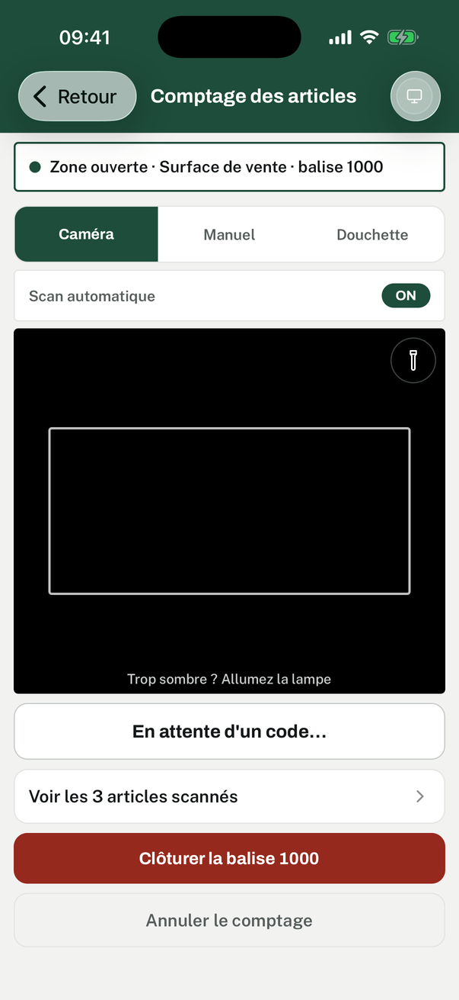 09:41
Retour
Comptage des articles
Zone ouverte · Surface de vente · balise 1000
Caméra
Manuel
Douchette
Scan automatique
ON
Trop sombre ? Allumez la lampe
En attente d'un code...
Voir les 3 articles scannés
Clôturer la balise 1000
Annuler le comptage